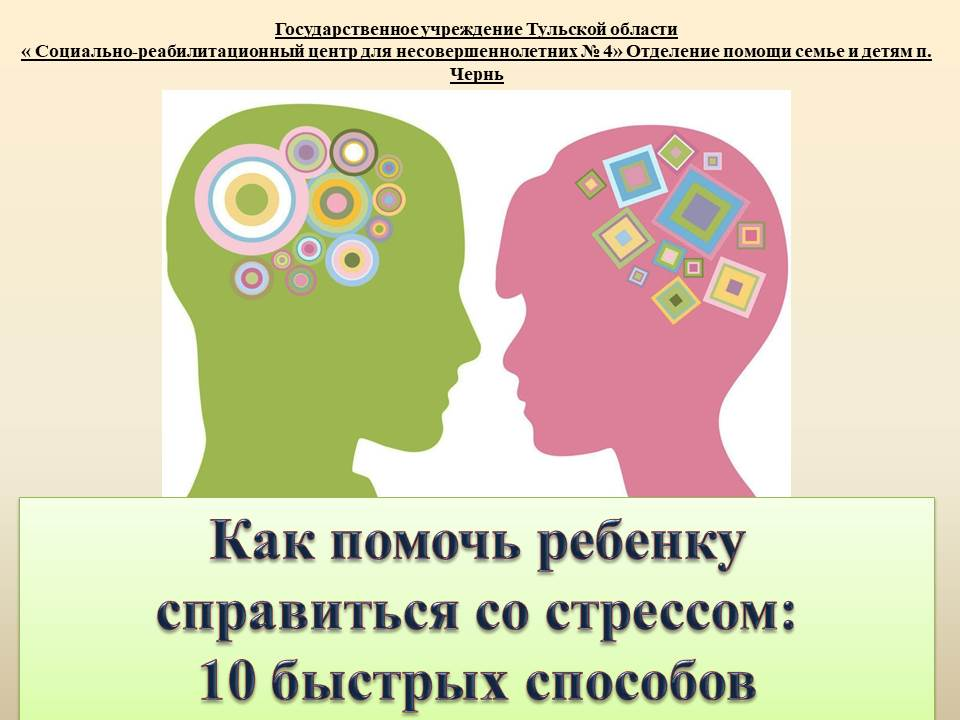 Государственное учреждение Тульской области
« Социально-реабилитационный центр для несовершеннолетних № 4» Отделение помощи семье и детям п.
Чернь
Как помочь ребенку
справиться со стрессом:
10 быстрых способов